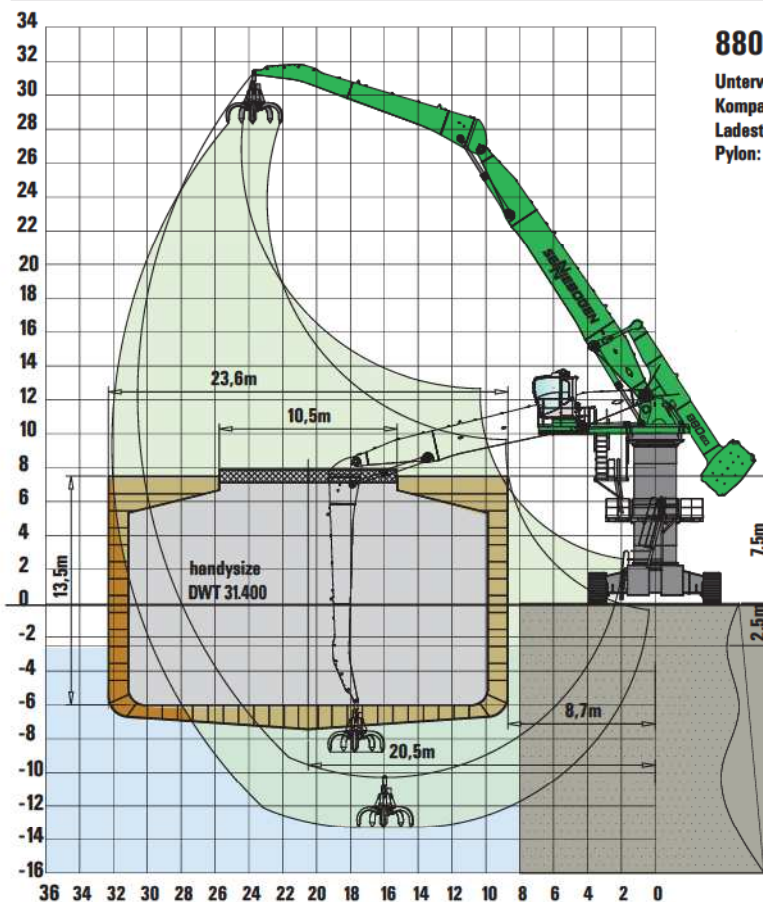 880
Unterv
Kompa
Ladest
Pylon:
34
32
30
28
26
24
22
20
18
16
14
12
10
8
6
4
2
0
-2
-4
-6
-8
-10
-12
-14
-16
SENNEBOGEN
880 EQ
23,6m
10,5m
13,5m
handysize
DWT 31.400
7,5m
2,5m
8,7m
20,5m
36 34 32 30 28 26 24 22 20 18 16 14 12 10 8 6 4 2 0